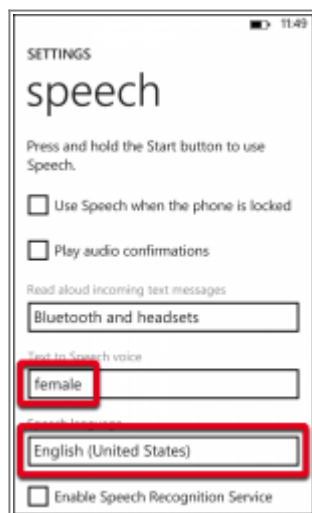 11:49
SETTINGS
speech
Press and hold the Start button to use
Speech.
Use Speech when the phone is locked
Play audio confirmations
Read aloud incoming text messages
Bluetooth and headsets
Text to Speech voice
female
Speech language
English (United States)
Enable Speech Recognition Service